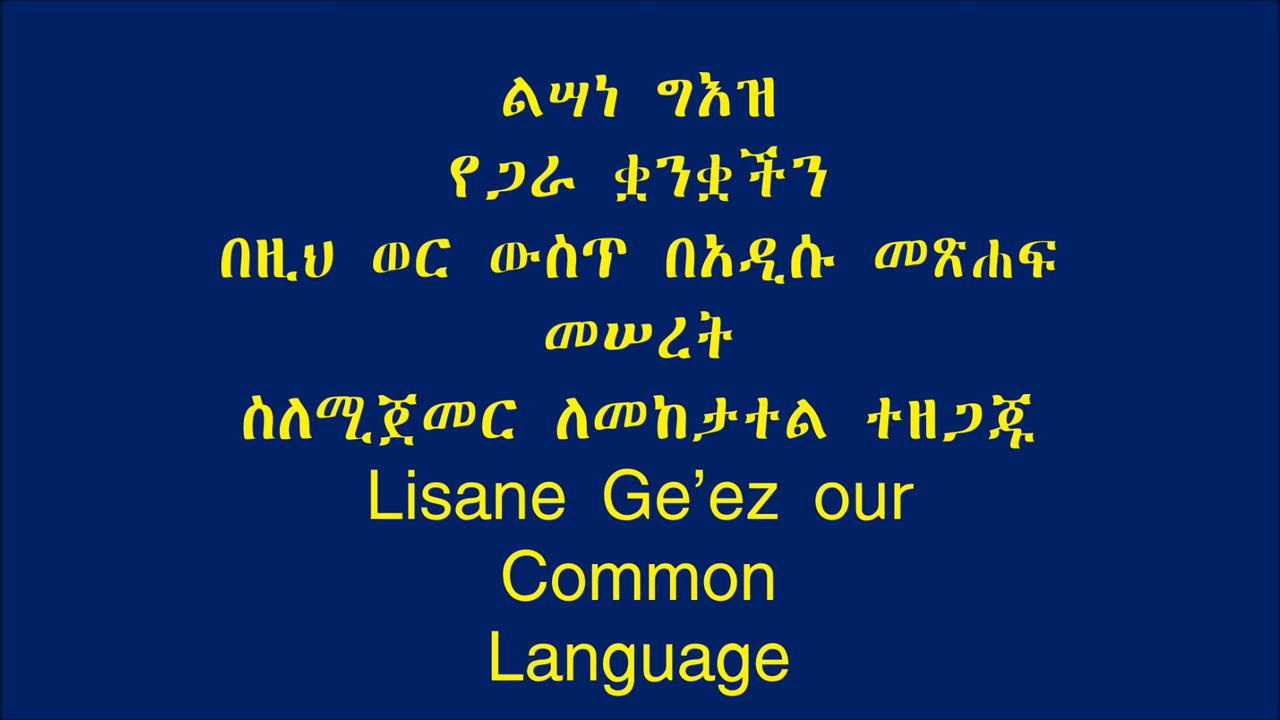 ልሣነ ግእዝ
የጋራ ቋንቋችን
በዚህ ወር ውስጥ በአዲሱ መጽሐፍ
መሠረት
ስለሚጀመር ለመከታተል ተዘጋጁ
Lisane Ge’ez our
Common
Language